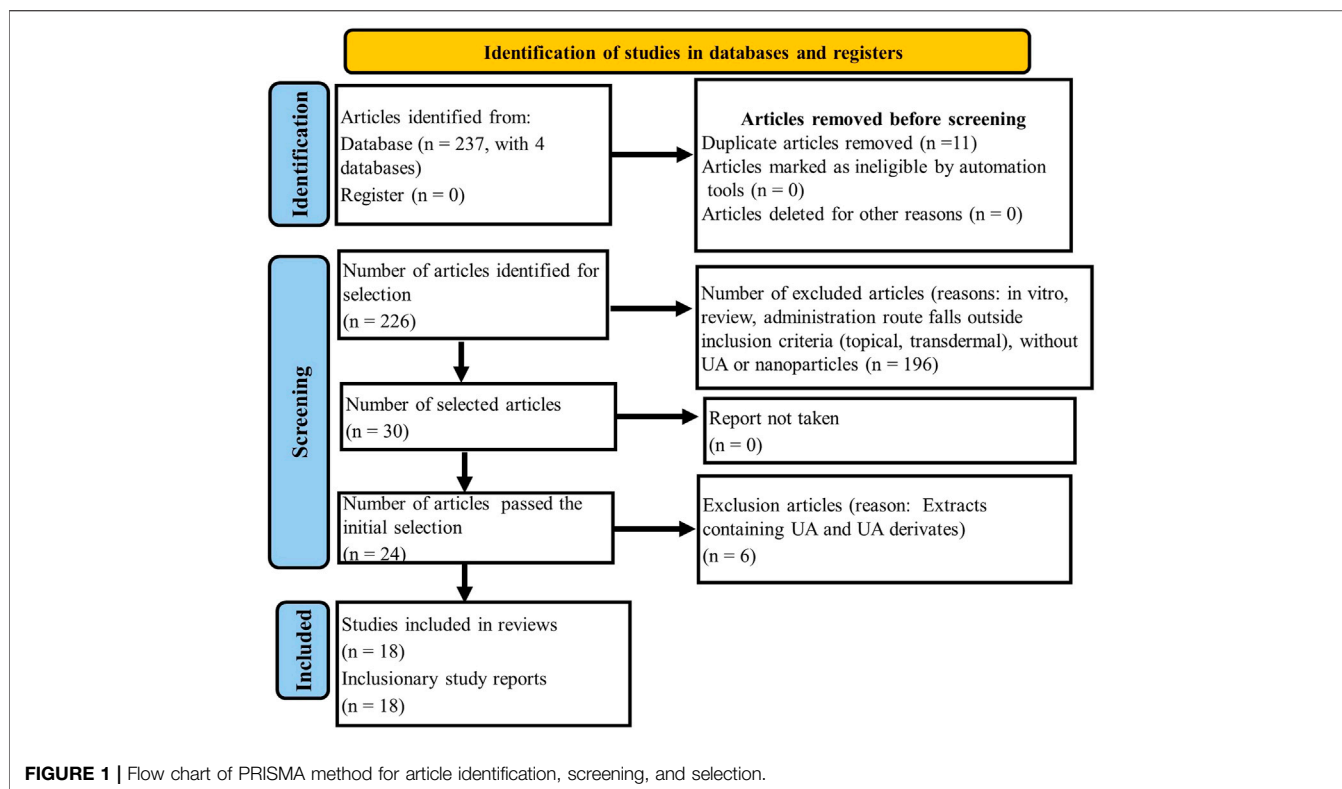 Identification of studies in databases and registers
Identification
Articles identified from:
Database (n = 237, with 4
databases)
Register (n = 0)
Articles removed before screening
Duplicate articles removed (n =11)
Articles marked as ineligible by automation
tools (n = 0)
Articles deleted for other reasons (n = 0)
Screening
Number of articles identified for
selection
(n = 226)
Number of excluded articles (reasons: in vitro,
review, administration route falls outside
inclusion criteria (topical, transdermal), without
UA or nanoparticles (n = 196)
Number of selected articles
(n = 30)
Report not taken
(n = 0)
Number of articles passed the
initial selection
(n = 24)
Exclusion articles (reason: Extracts
containing UA and UA derivates)
(n = 6)
Included
Studies included in reviews
(n = 18)
Inclusionary study reports
(n = 18)
FIGURE 1 | Flow chart of PRISMA method for article identification, screening, and selection.